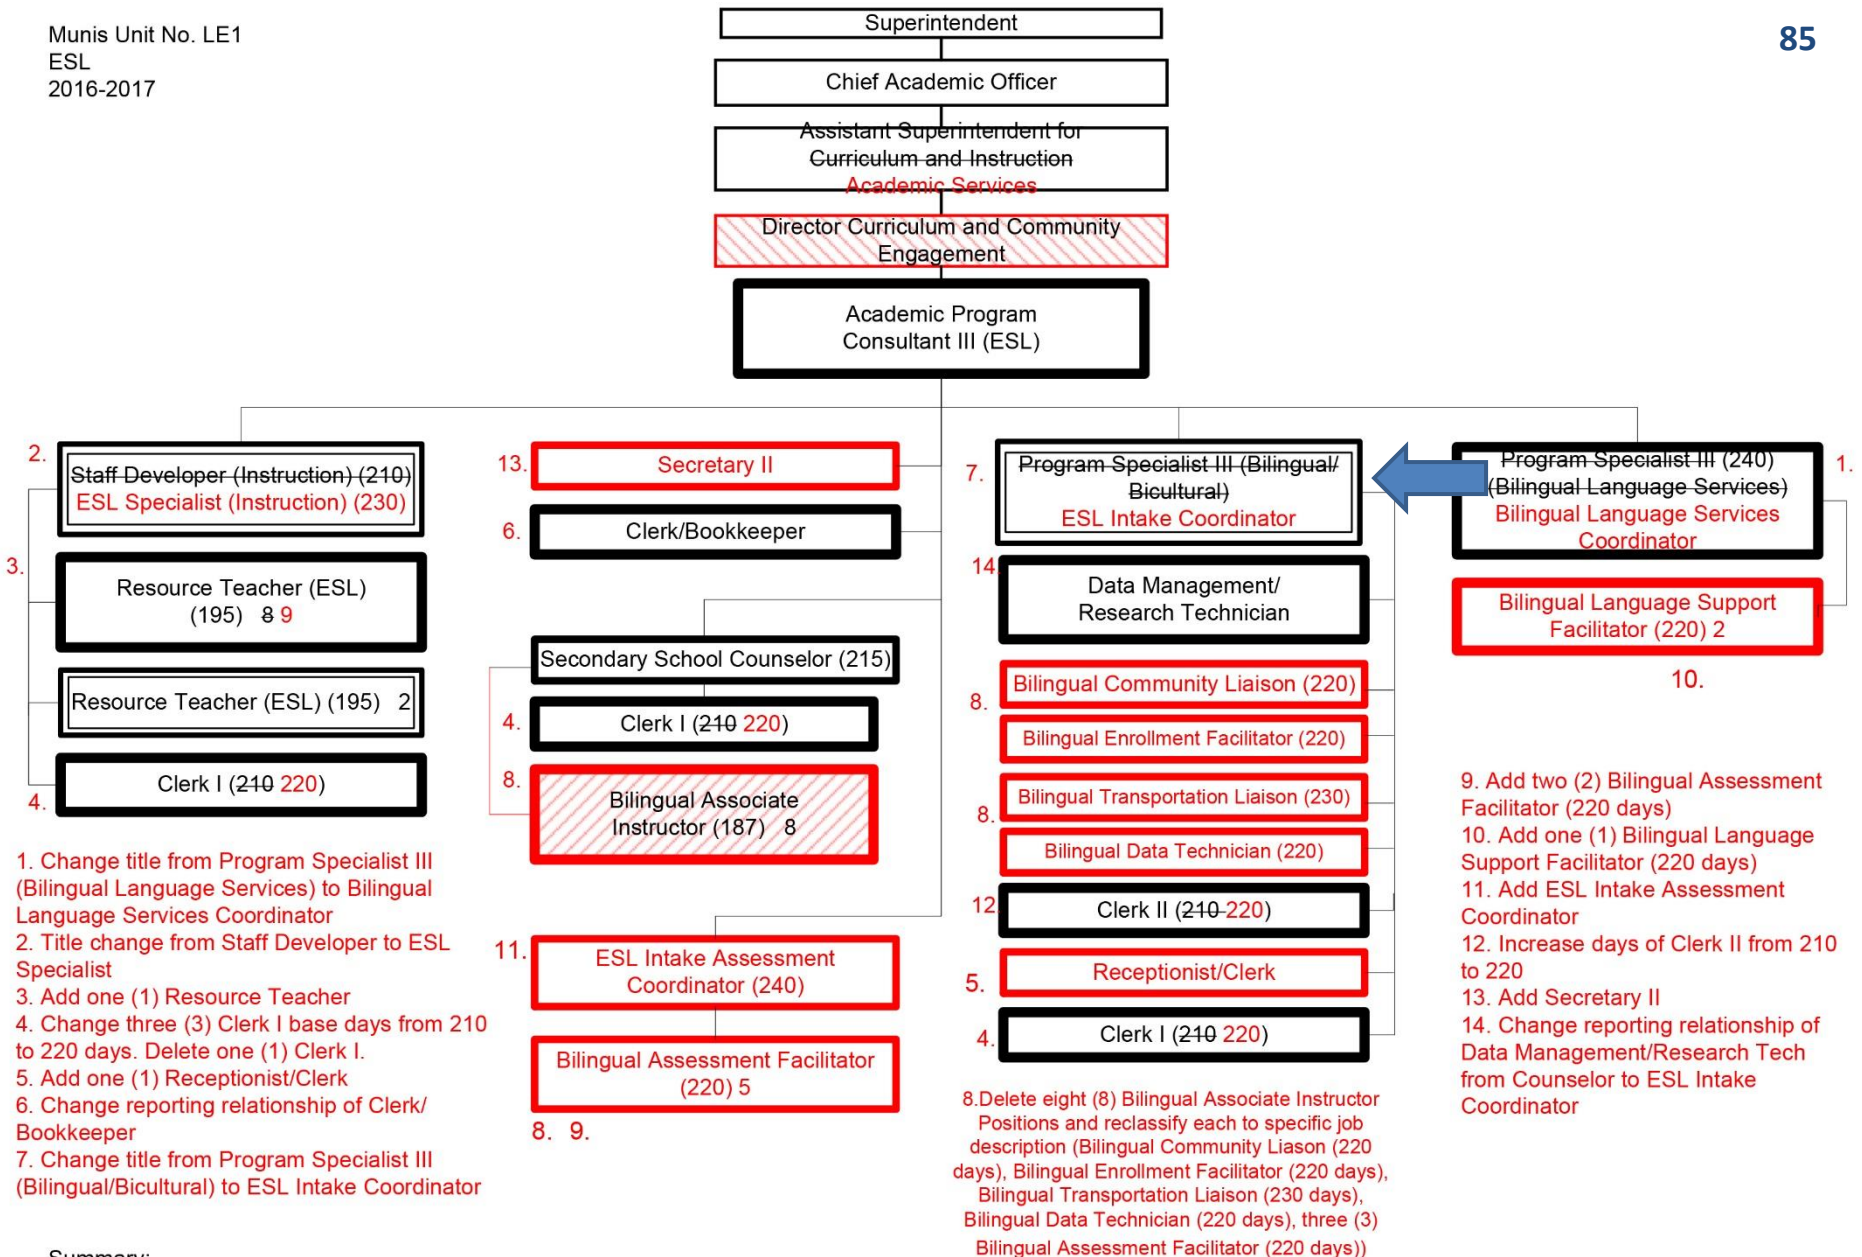 Munis Unit No. LE1
ESL
2016-2017
85
Superintendent
Chief Academic Officer
Assistant Superintendent for
Curriculum and Instruction
Academic Services
Director Curriculum and Community
Engagement
Academic Program
Consultant III (ESL)
2.
Staff Developer (Instruction) (210)
ESL Specialist (Instruction) (230)
3.
Resource Teacher (ESL)
(195) 8 9
Resource Teacher (ESL) (195) 2
4.
Clerk I (210 220)
13.
Secretary II
6.
Clerk/Bookkeeper
Secondary School Counselor (215)
4.
Clerk I (210 220)
8.
Bilingual Associate
Instructor (187) 8
11.
ESL Intake Assessment
Coordinator (240)
Bilingual Assessment Facilitator
(220) 5
8. 9.
7.
Program Specialist III (Bilingual/
Bicultural)
ESL Intake Coordinator
14.
Data Management/
Research Technician
8.
Bilingual Community Liaison (220)
Bilingual Enrollment Facilitator (220)
8.
Bilingual Transportation Liaison (230)
Bilingual Data Technician (220)
12.
Clerk II (210 220)
5.
Receptionist/Clerk
4.
Clerk I (210 220)
1.
Program Specialist III (240)
(Bilingual Language Services)
Bilingual Language Services
Coordinator
Bilingual Language Support
Facilitator (220) 2
10.
1. Change title from Program Specialist III
(Bilingual Language Services) to Bilingual
Language Services Coordinator
2. Title change from Staff Developer to ESL
Specialist
3. Add one (1) Resource Teacher
4. Change three (3) Clerk I base days from 210
to 220 days. Delete one (1) Clerk I.
5. Add one (1) Receptionist/Clerk
6. Change reporting relationship of Clerk/
Bookkeeper
7. Change title from Program Specialist III
(Bilingual/Bicultural) to ESL Intake Coordinator
8.Delete eight (8) Bilingual Associate Instructor
Positions and reclassify each to specific job
description (Bilingual Community Liason (220
days), Bilingual Enrollment Facilitator (220 days),
Bilingual Transportation Liaison (230 days),
Bilingual Data Technician (220 days), three (3)
Bilingual Assessment Facilitator (220 days))
9. Add two (2) Bilingual Assessment
Facilitator (220 days)
10. Add one (1) Bilingual Language
Support Facilitator (220 days)
11. Add ESL Intake Assessment
Coordinator
12. Increase days of Clerk II from 210
to 220
13. Add Secretary II
14. Change reporting relationship of
Data Management/Research Tech
from Counselor to ESL Intake
Coordinator
Summary: